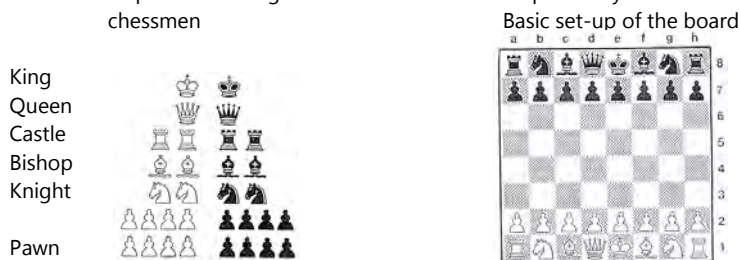 chessmen
Basic set-up of the board
a b c d e f g h
King
Queen
Castle
Bishop
Knight
Pawn
8
7
6
5
4
3
2
1